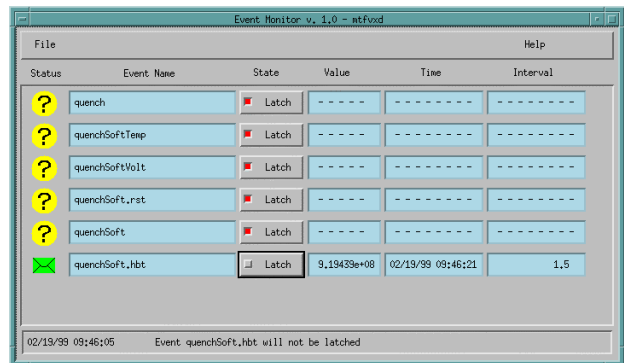 Event Monitor v. 1.0 - mtfvxd
File Help
Status Event Name State Value Time Interval
? quench Latch - - - - - - - - - - - - - - - - - - - - -
? quenchSoftTemp Latch - - - - - - - - - - - - - - - - - - - - -
? quenchSoftVolt Latch - - - - - - - - - - - - - - - - - - - - -
? quenchSoft.rst Latch - - - - - - - - - - - - - - - - - - - - -
? quenchSoft Latch - - - - - - - - - - - - - - - - - - - - -
quenchSoft.hbt Latch 9.19439e+08 02/19/99 09:46:21 1.5
02/19/99 09:46:05 Event quenchSoft.hbt will not be latched